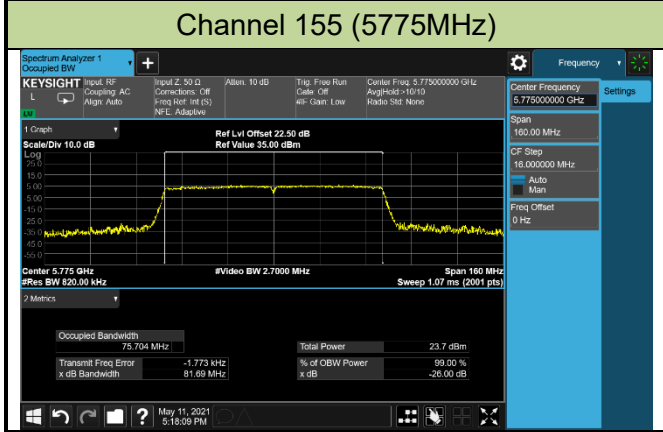 Channel 155 (5775MHz)
Spectrum Analyzer 1
Occupied BW
+
Frequency
KEYSIGHT
L
Input: RF
Coupling: AC
Align: Auto
Input Z: 50 Ω
Corrections: Off
Freq Ref: Int (S)
NFE: Adaptive
Atten: 10 dB
Trig: Free Run
Gate: Off
#IF Gain: Low
Center Freq: 5.775000000 GHz
Avg|Hold:>10/10
Radio Std: None
Center Frequency
5.775000000 GHz
Settings
Span
160.00 MHz
CF Step
16.000000 MHz
Auto
Man
Freq Offset
0 Hz
1 Graph
Scale/Div 10.0 dB
Ref Lvl Offset 22.50 dB
Ref Value 35.00 dBm
Log
25.0
15.0
5.00
-5.00
-15.0
-25.0
-35.0
-45.0
-55.0
Center 5.775 GHz
#Video BW 2.7000 MHz
Span 160 MHz
#Res BW 820.00 kHz
Sweep 1.07 ms (2001 pts)
2 Metrics
Occupied Bandwidth
75.704 MHz
Total Power 23.7 dBm
Transmit Freq Error -1.773 kHz
% of OBW Power 99.00 %
x dB Bandwidth 81.69 MHz
x dB -26.00 dB
?
May 11, 2021
5:18:09 PM